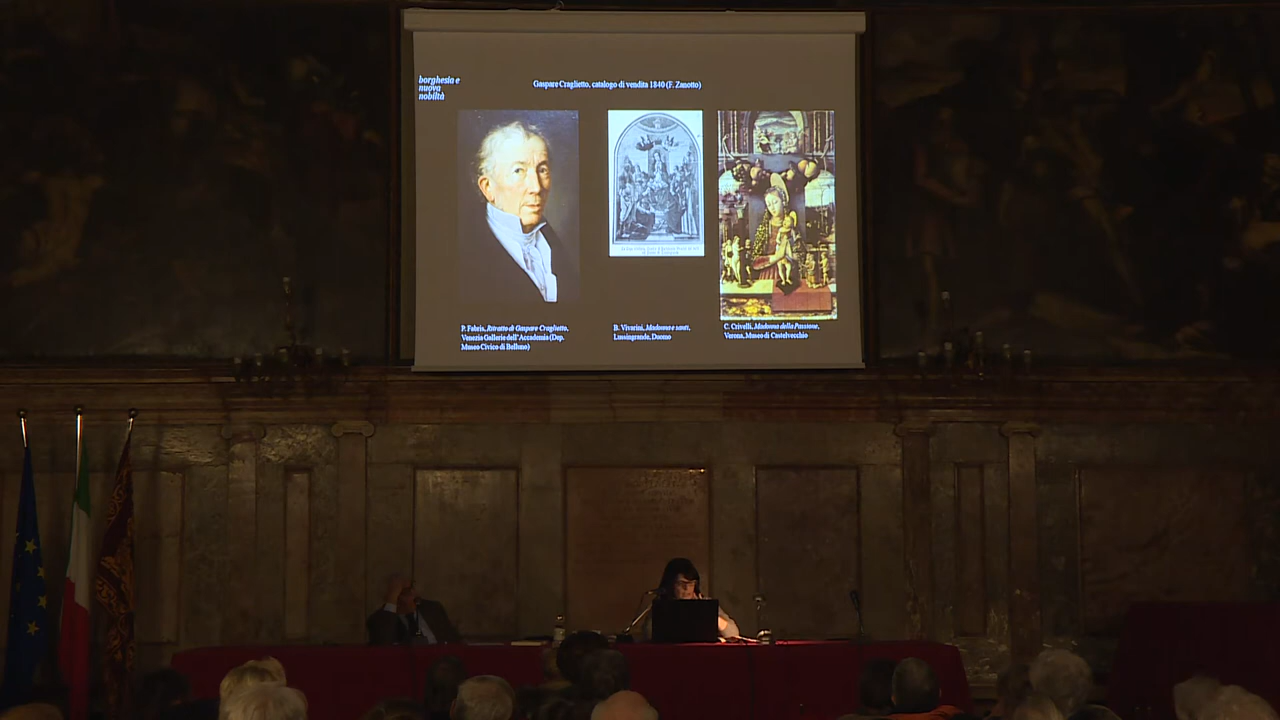 borghesia e
nuova
nobiltà
Gaspare Craglietto, catalogo di vendita 1840 (F. Zanotto)
P. Fabris, Ritratto di Gaspare Craglietto,
Venezia Gallerie dell'Accademia (Dep.
Museo Civico di Belluno)
B. Vivarini, Madonna e santi,
Lussingrande, Duomo
C. Crivelli, Madonna della Passione,
Verona, Museo di Castelvecchio